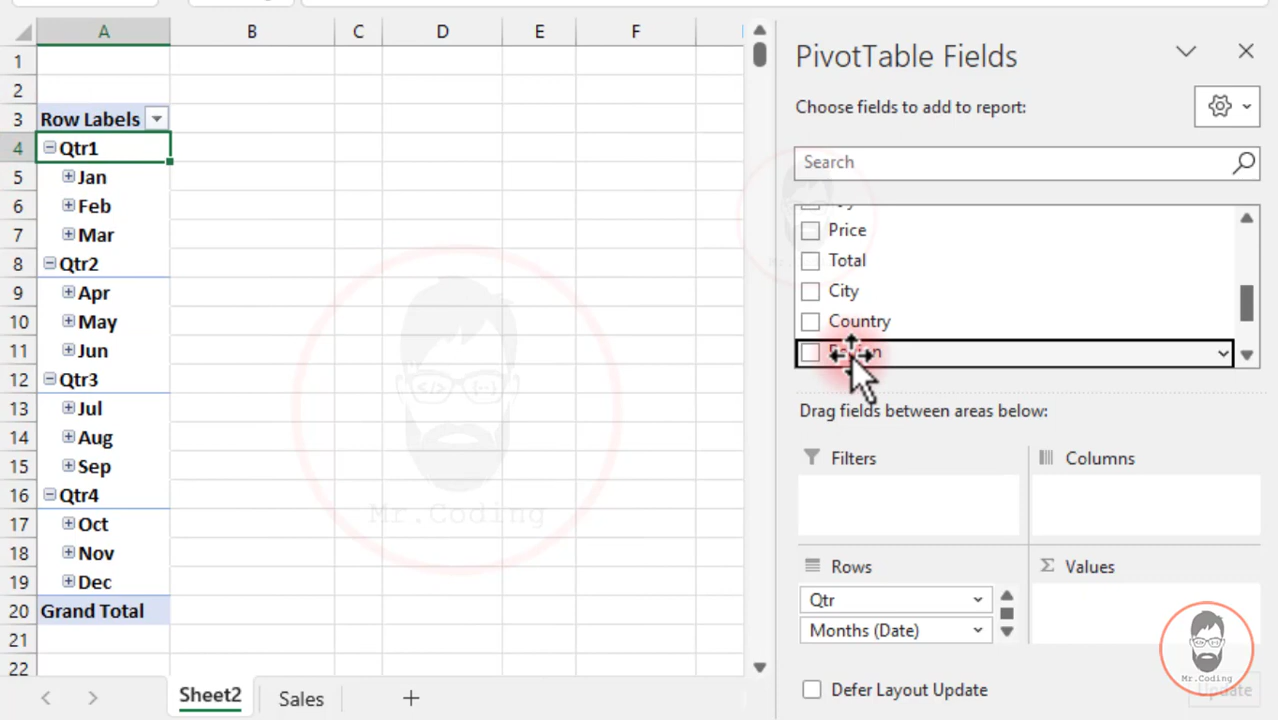 A B C D E F
1
2
3 Row Labels
4 Qtr1
5 Jan
6 Feb
7 Mar
8 Qtr2
9 Apr
10 May
11 Jun
12 Qtr3
13 Jul
14 Aug
15 Sep
16 Qtr4
17 Oct
18 Nov
19 Dec
20 Grand Total
21
22
Sheet2 Sales
Mr.Coding
PivotTable Fields
Choose fields to add to report:
Search
Price
Total
City
Country
Drag fields between areas below:
Filters
Columns
Rows
Values
Qtr
Months (Date)
Mr.Coding
Defer Layout Update
Update